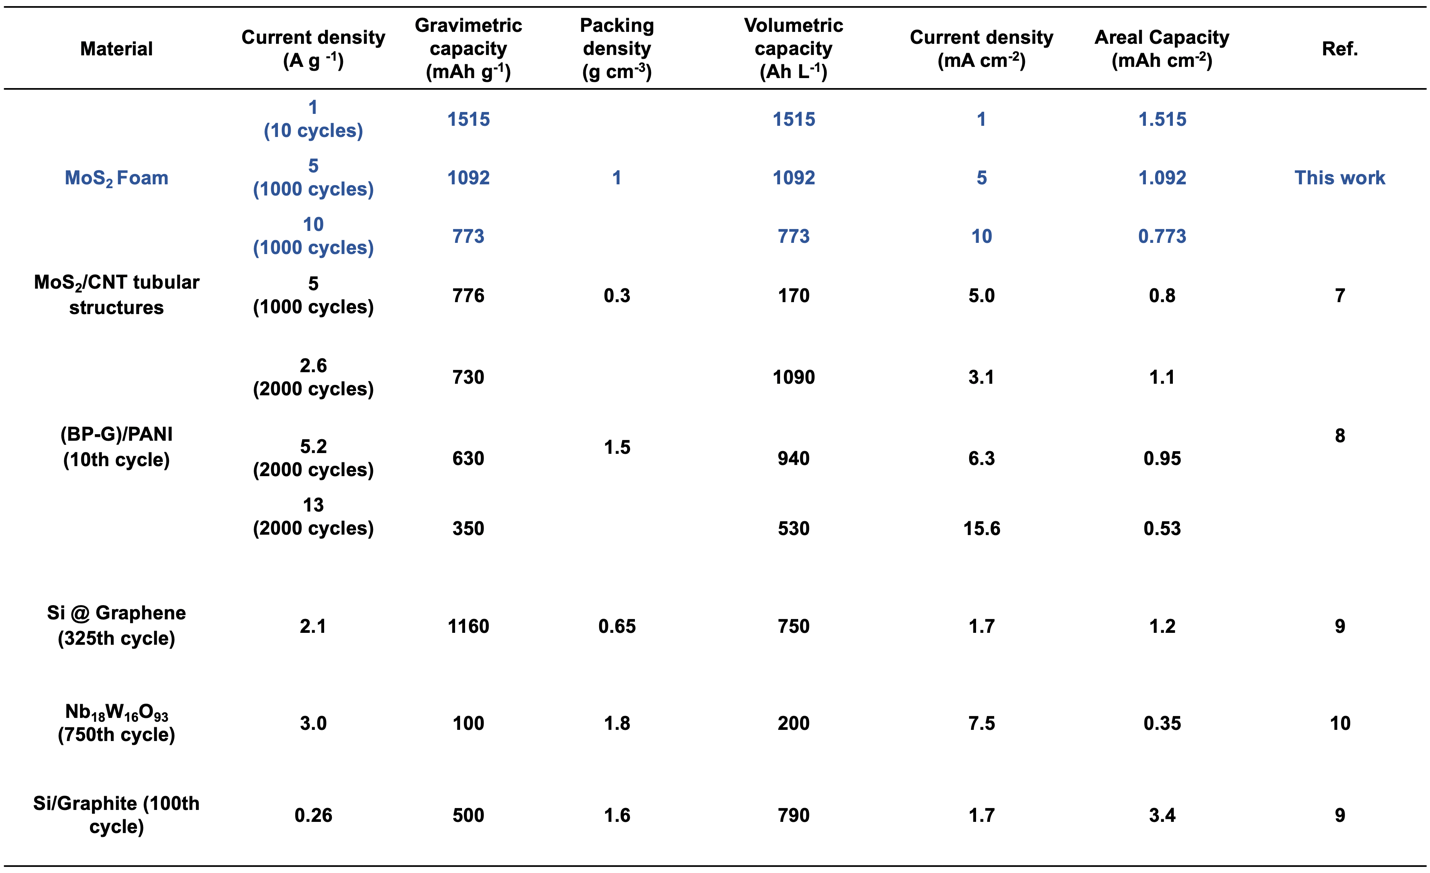 Material Current density (A g -1) Gravimetric capacity (mAh g-1) Packing density (g cm-3) Volumetric capacity (Ah L-1) Current density (mA cm-2) Areal Capacity (mAh cm-2) Ref.
MoS2 Foam
1 (10 cycles) 1515 1515 1 1.515
5 (1000 cycles) 1092 1 1092 5 1.092 This work
10 (1000 cycles) 773 773 10 0.773
MoS2/CNT tubular structures 5 (1000 cycles) 776 0.3 170 5.0 0.8 7
(BP-G)/PANI (10th cycle)
2.6 (2000 cycles) 730 1090 3.1 1.1
5.2 (2000 cycles) 630 1.5 940 6.3 0.95 8
13 (2000 cycles) 350 530 15.6 0.53
Si @ Graphene (325th cycle) 2.1 1160 0.65 750 1.7 1.2 9
Nb18W16O93 (750th cycle) 3.0 100 1.8 200 7.5 0.35 10
Si/Graphite (100th cycle) 0.26 500 1.6 790 1.7 3.4 9